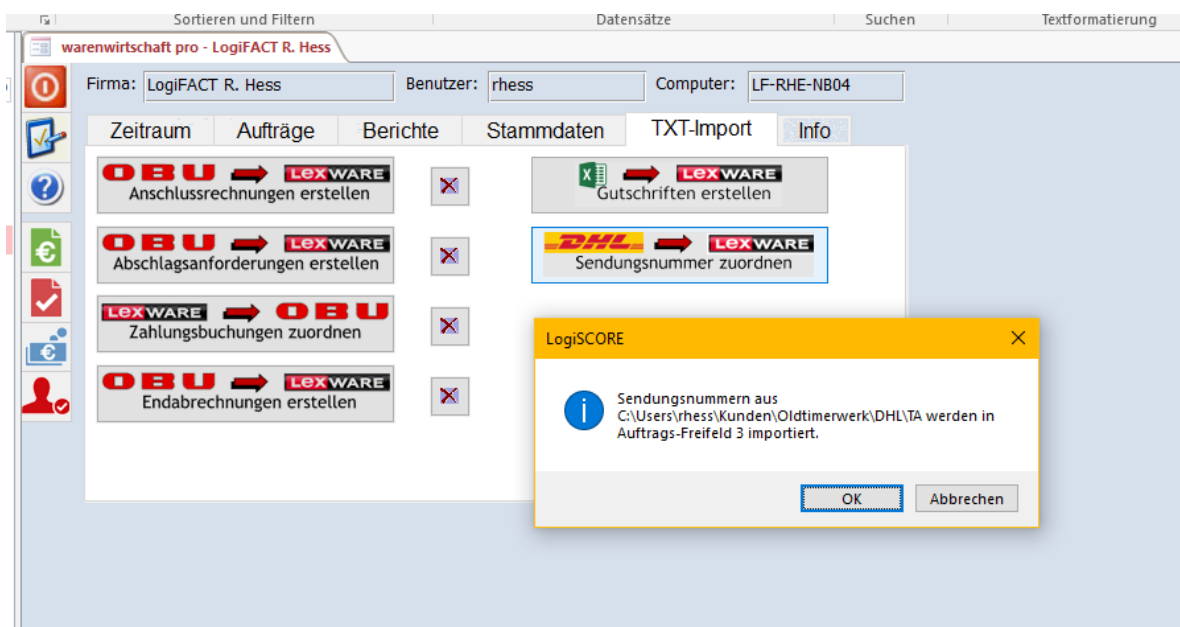 Sortieren und Filtern Datensätze Suchen Textformatierung
warenwirtschaft pro - LogiFACT R. Hess
Firma: LogiFACT R. Hess Benutzer: rhess Computer: LF-RHE-NB04
Zeitraum Aufträge Berichte Stammdaten TXT-Import Info
OBU LEXWARE
Anschlussrechnungen erstellen
X LEXWARE
Gutschriften erstellen
OBU LEXWARE
Abschlagsanforderungen erstellen
DHL LEXWARE
Sendungsnummer zuordnen
LEXWARE OBU
Zahlungsbuchungen zuordnen
OBU LEXWARE
Endabrechnungen erstellen
LogiSCORE
Sendungsnummern aus
C:\Users\rhess\Kunden\Oldtimerwerk\DHL\TA werden in
Auftrags-Freifeld 3 importiert.
OK Abbrechen